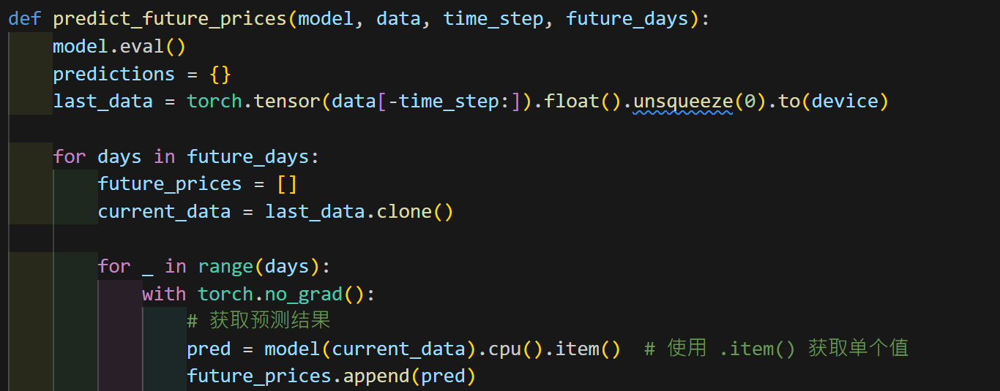 def predict_future_prices(model, data, time_step, future_days):
    model.eval()
    predictions = {}
    last_data = torch.tensor(data[-time_step:]).float().unsqueeze(0).to(device)
    for days in future_days:
        future_prices = []
        current_data = last_data.clone()
        for _ in range(days):
            with torch.no_grad():
                # 获取预测结果
                pred = model(current_data).cpu().item()  # 使用 .item() 获取单个值
                future_prices.append(pred)